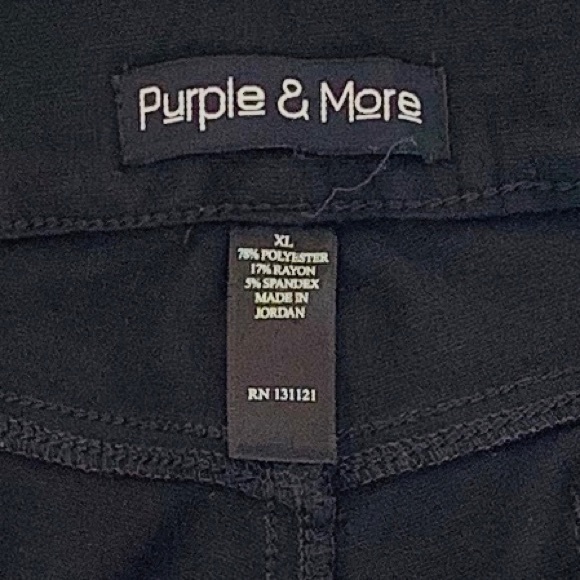 Purple & More
XL
78% POLYESTER
17% RAYON
5% SPANDEX
MADE IN
JORDAN
RN 131121